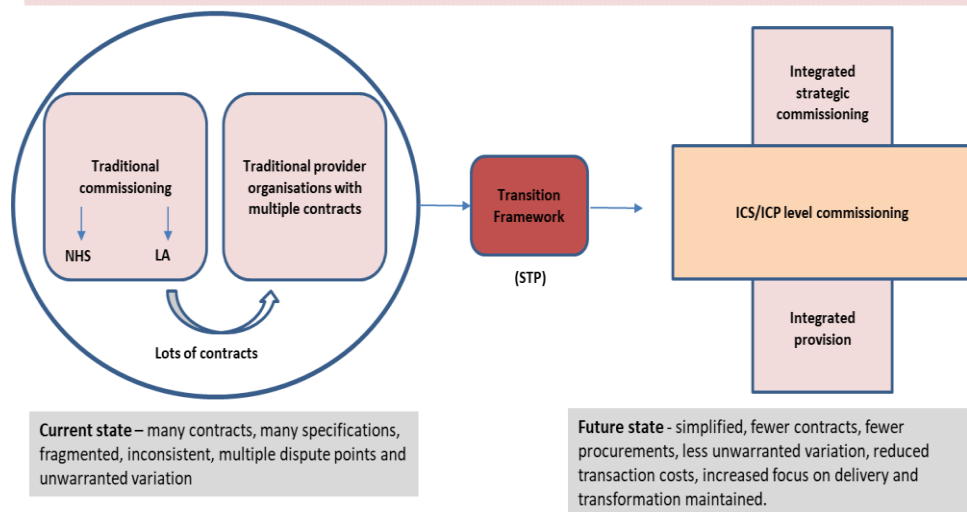 Traditional
commissioning
NHS
LA
Traditional provider
organisations with
multiple contracts
Lots of contracts
Transition
Framework
(STP)
Integrated
strategic
commissioning
ICS/ICP level commissioning
Integrated
provision
Current state – many contracts, many specifications,
fragmented, inconsistent, multiple dispute points and
unwarranted variation
Future state - simplified, fewer contracts, fewer
procurements, less unwarranted variation, reduced
transaction costs, increased focus on delivery and
transformation maintained.